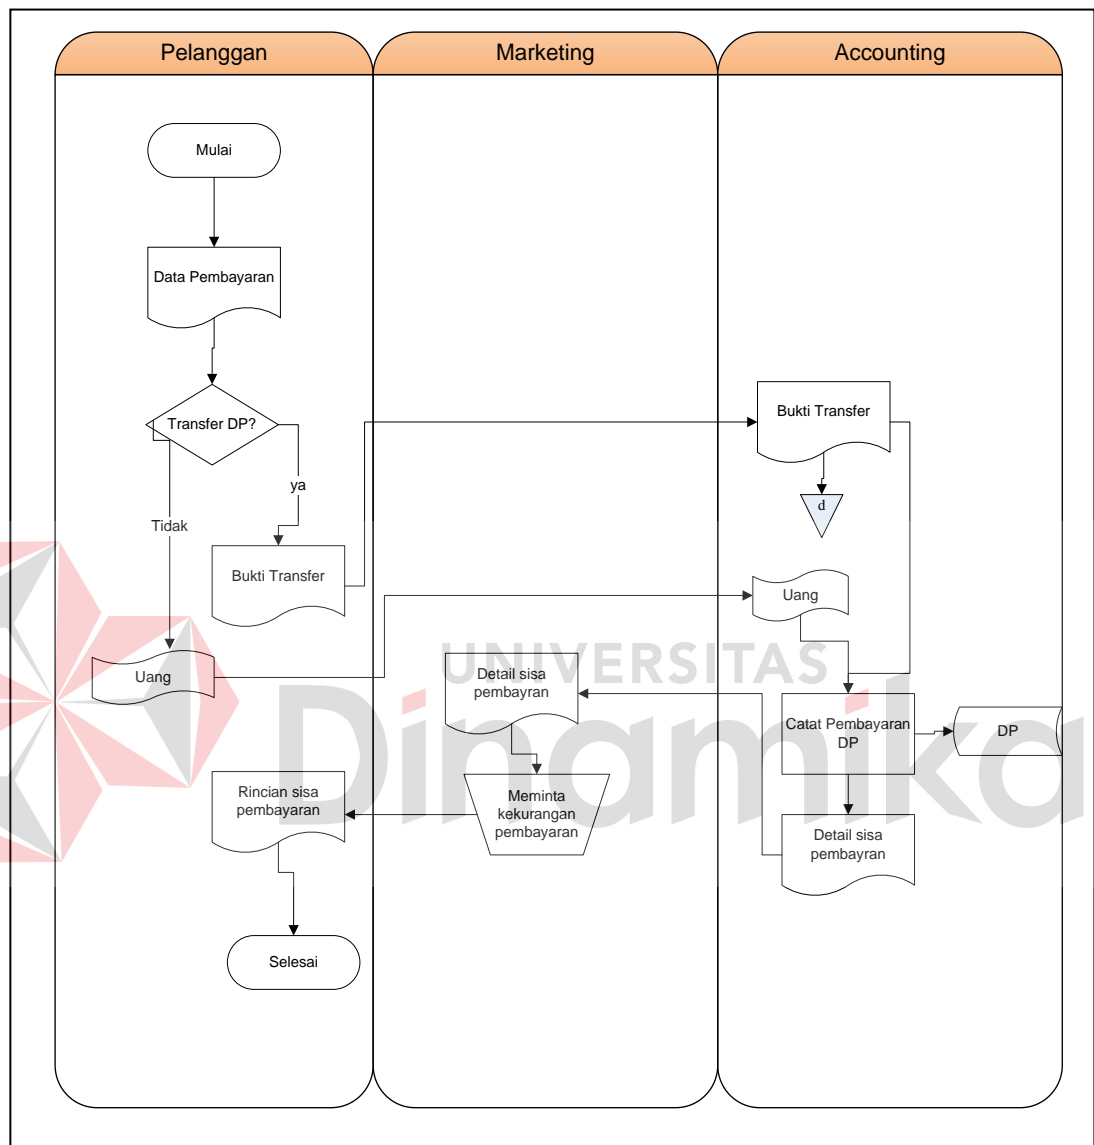 Pelanggan
Marketing
Accounting
Mulai
Data Pembayaran
Transfer DP?
ya
Tidak
Bukti Transfer
Bukti Transfer
d
Uang
Uang
UNIVERSITAS
Dinamika
Detail sisa
pembayran
Catat Pembayaran
DP
DP
Rincian sisa
pembayaran
Meminta
kekurangan
pembayaran
Detail sisa
pembayran
Selesai